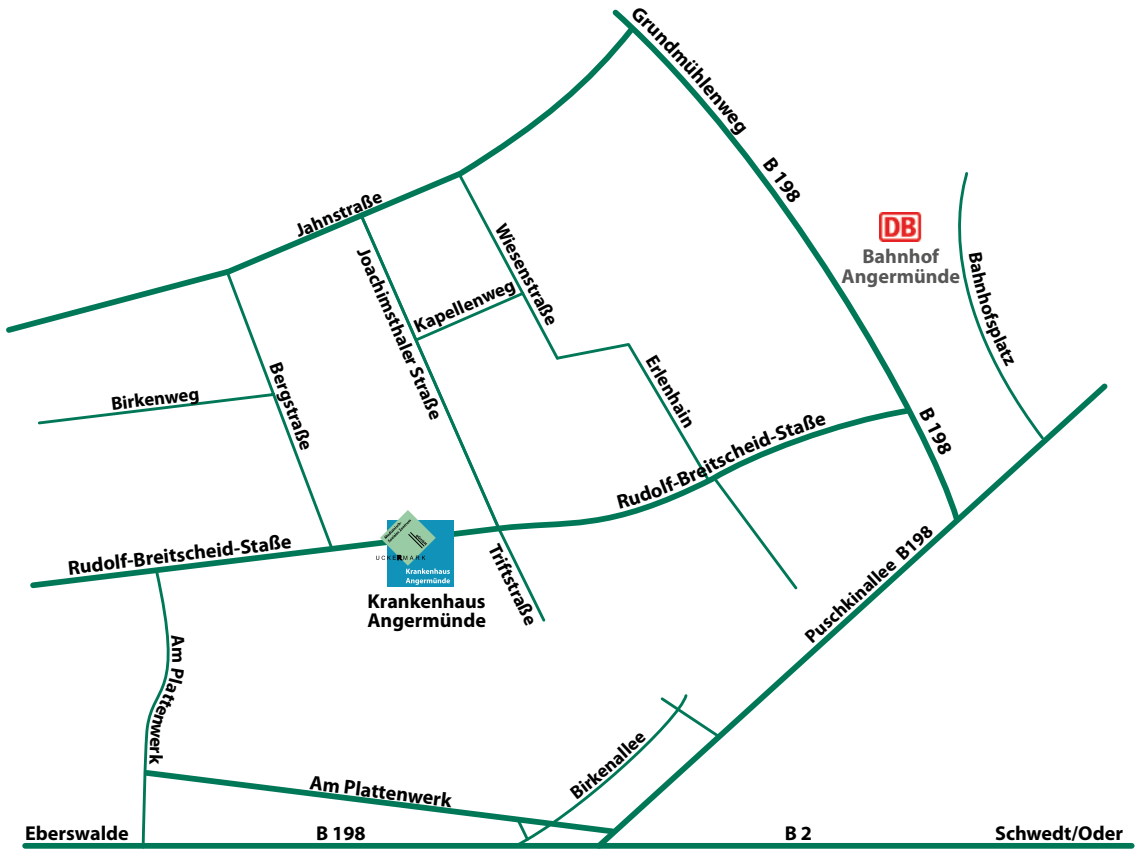 Grundmühlenweg
B 198
Jahnstraße
Wiesenstraße
DB
Bahnhof
Angermünde
Bahnhofsplatz
Joachimsthaler Straße
Kapellenweg
Bergstraße
Birkenweg
Erlenhain
Rudolf-Breitscheid-Staße
B 198
Rudolf-Breitscheid-Staße
UCKERMARK
Krankenhaus
Angermünde
Krankenhaus
Angermünde
Triftstraße
Puschkinallee B198
Am Plattenwerk
Birkenallee
Am Plattenwerk
Eberswalde
B 198
B 2
Schwedt/Oder